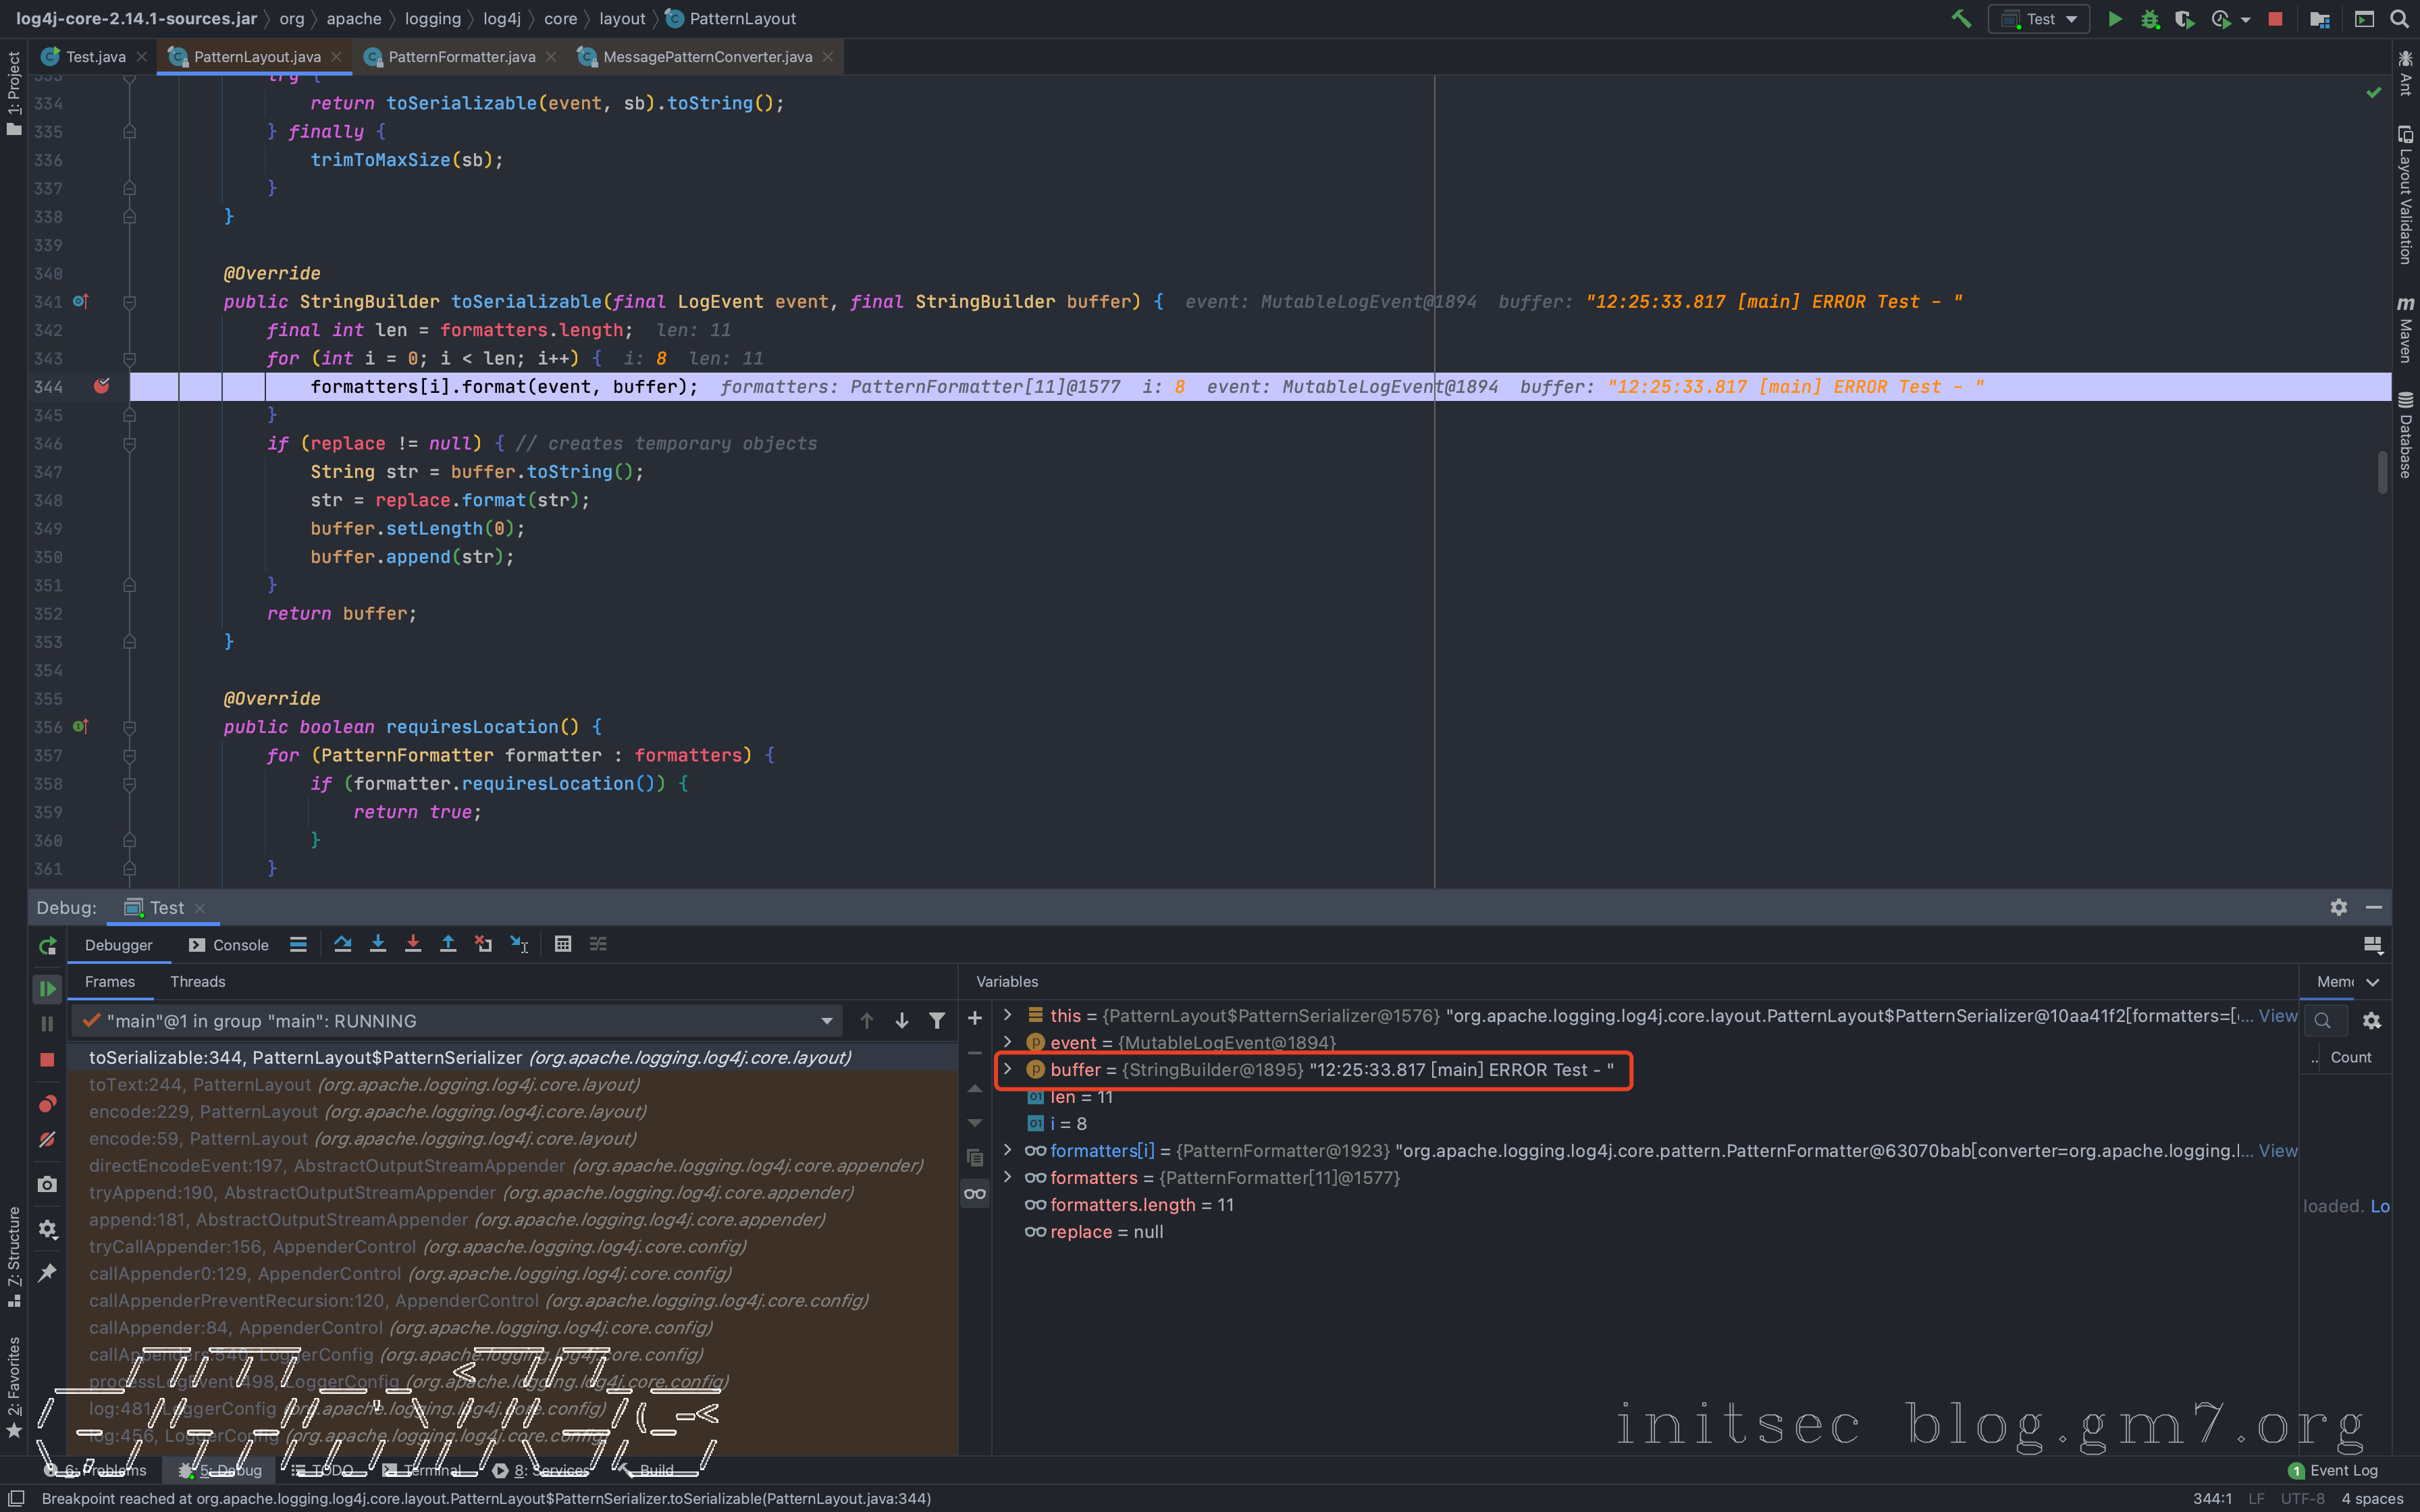 log4j-core-2.14.1-sources.jar 〉 org 〉 apache 〉 logging 〉 log4j 〉 core 〉 layout 〉 PatternLayout
Test
Test.java
PatternLayout.java
PatternFormatter.java
MessagePatternConverter.java
1: Project
7: Structure
2: Favorites
Ant
Layout Validation
Maven
Database
333 try {
334 return toSerializable(event, sb).toString();
335 } finally {
336 trimToMaxSize(sb);
337 }
338 }
339
340 @Override
341 public StringBuilder toSerializable(final LogEvent event, final StringBuilder buffer) { event: MutableLogEvent@1894 buffer: "12:25:33.817 [main] ERROR Test - "
342 final int len = formatters.length; len: 11
343 for (int i = 0; i < len; i++) { i: 8 len: 11
344 formatters[i].format(event, buffer); formatters: PatternFormatter[11]@1577 i: 8 event: MutableLogEvent@1894 buffer: "12:25:33.817 [main] ERROR Test - "
345 }
346 if (replace != null) { // creates temporary objects
347 String str = buffer.toString();
348 str = replace.format(str);
349 buffer.setLength(0);
350 buffer.append(str);
351 }
352 return buffer;
353 }
354
355 @Override
356 public boolean requiresLocation() {
357 for (PatternFormatter formatter : formatters) {
358 if (formatter.requiresLocation()) {
359 return true;
360 }
361 }
Debug: Test
Debugger Console
Frames Threads
"main"@1 in group "main": RUNNING
toSerializable:344, PatternLayout$PatternSerializer (org.apache.logging.log4j.core.layout)
toText:244, PatternLayout (org.apache.logging.log4j.core.layout)
encode:229, PatternLayout (org.apache.logging.log4j.core.layout)
encode:59, PatternLayout (org.apache.logging.log4j.core.layout)
directEncodeEvent:197, AbstractOutputStreamAppender (org.apache.logging.log4j.core.appender)
tryAppend:190, AbstractOutputStreamAppender (org.apache.logging.log4j.core.appender)
append:181, AbstractOutputStreamAppender (org.apache.logging.log4j.core.appender)
tryCallAppender:156, AppenderControl (org.apache.logging.log4j.core.config)
callAppender0:129, AppenderControl (org.apache.logging.log4j.core.config)
callAppenderPreventRecursion:120, AppenderControl (org.apache.logging.log4j.core.config)
callAppender:84, AppenderControl (org.apache.logging.log4j.core.config)
callAppenders:540, LoggerConfig (org.apache.logging.log4j.core.config)
processLogEvent:498, LoggerConfig (org.apache.logging.log4j.core.config)
log:481, LoggerConfig (org.apache.logging.log4j.core.config)
log:456, LoggerConfig (org.apache.logging.log4j.core.config)
Variables
this = {PatternLayout$PatternSerializer@1576} "org.apache.logging.log4j.core.layout.PatternLayout$PatternSerializer@10aa41f2[formatters=[... View
event = {MutableLogEvent@1894}
buffer = {StringBuilder@1895} "12:25:33.817 [main] ERROR Test - "
len = 11
i = 8
formatters[i] = {PatternFormatter@1923} "org.apache.logging.log4j.core.pattern.PatternFormatter@63070bab[converter=org.apache.logging.l... View
formatters = {PatternFormatter[11]@1577}
formatters.length = 11
replace = null
Mem
.. Count
loaded. Lo
initsec blog.gm7.org
6: Problems 5: Debug TODO Terminal 8: Services Build
1 Event Log
Breakpoint reached at org.apache.logging.log4j.core.layout.PatternLayout$PatternSerializer.toSerializable(PatternLayout.java:344)
344:1 LF UTF-8 4 spaces